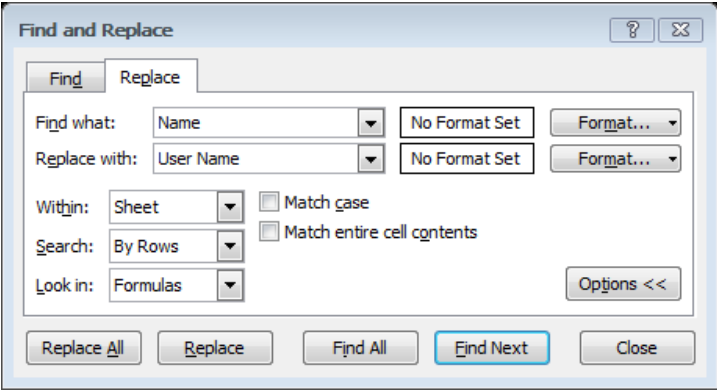 Find and Replace
Find Replace
Find what: Name No Format Set Format...
Replace with: User Name No Format Set Format...
Within: Sheet Match case
Match entire cell contents
Search: By Rows
Look in: Formulas Options <<
Replace All Replace Find All Find Next Close